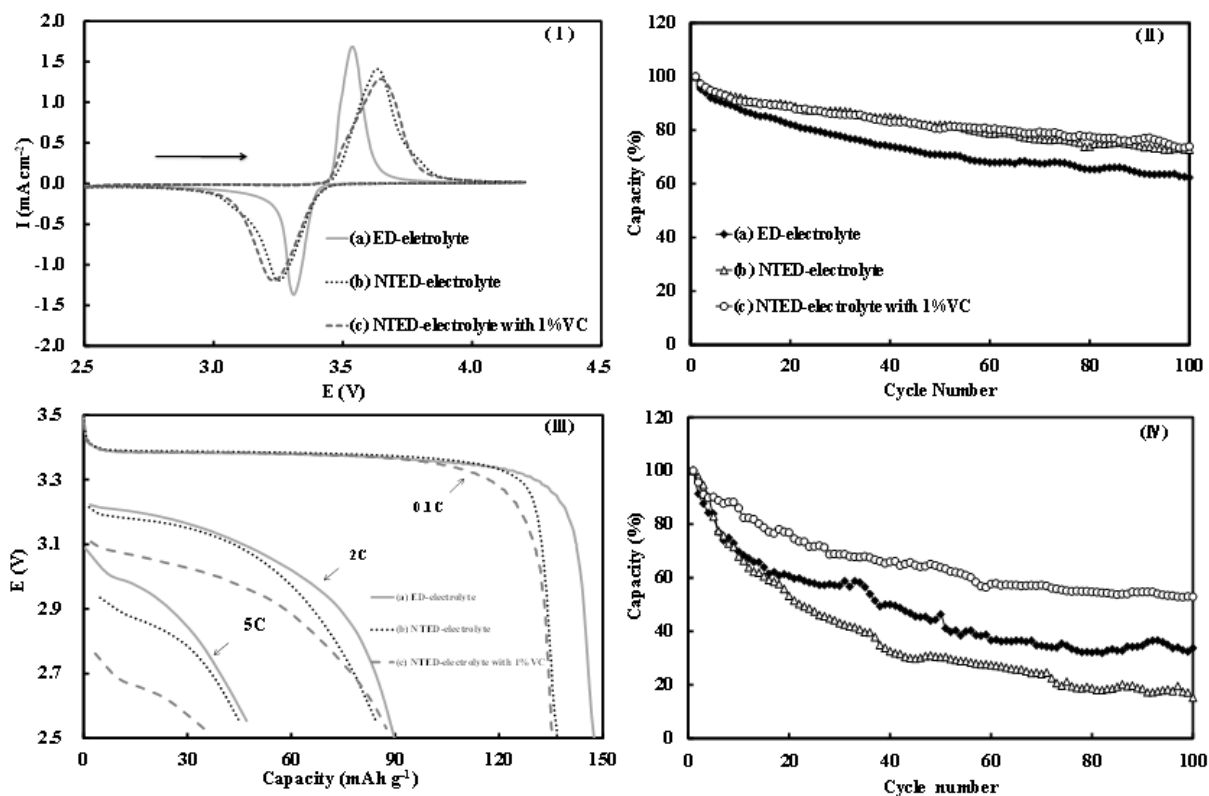 2.0
1.5
1.0
0.5
0.0
-0.5
-1.0
-1.5
-2.0
I (mA cm-2)
2.5 3.0 3.5 4.0 4.5
E (V)
( I )
(a) ED-eletrolyte
(b) NTED-electrolyte
(c) NTED-electrolyte with 1%VC
120
100
80
60
40
20
0
Capacity (%)
0 20 40 60 80 100
Cycle Number
(II)
(a) ED-electrolyte
(b) NTED-electrolyte
(c) NTED-electrolyte with 1%VC
3.5
3.3
3.1
2.9
2.7
2.5
E (V)
0 30 60 90 120 150
Capacity (mAh g-1)
(III)
0.1C
2C
5C
(a) ED-electrolyte
(b) NTED-electrolyte
(c) NTED-electrolyte with 1% VC
120
100
80
60
40
20
0
Capacity (%)
0 20 40 60 80 100
Cycle number
(IV)